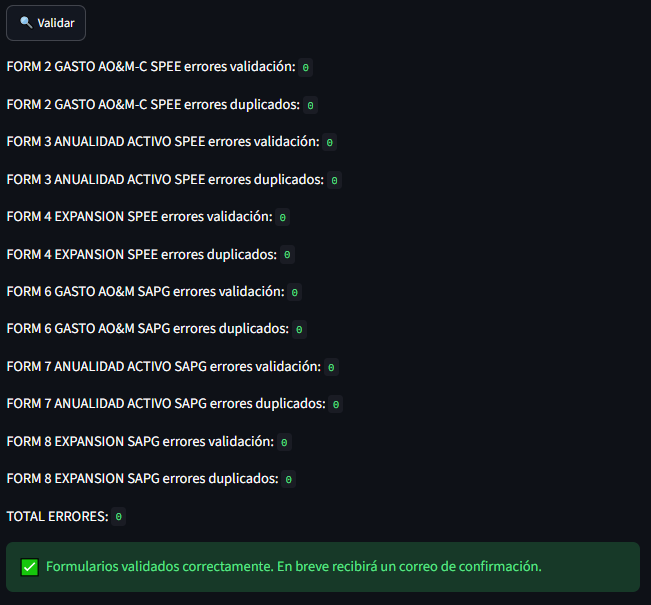 Validar
FORM 2 GASTO AO&M-C SPEE errores validación: 0
FORM 2 GASTO AO&M-C SPEE errores duplicados: 0
FORM 3 ANUALIDAD ACTIVO SPEE errores validación: 0
FORM 3 ANUALIDAD ACTIVO SPEE errores duplicados: 0
FORM 4 EXPANSION SPEE errores validación: 0
FORM 4 EXPANSION SPEE errores duplicados: 0
FORM 6 GASTO AO&M SAPG errores validación: 0
FORM 6 GASTO AO&M SAPG errores duplicados: 0
FORM 7 ANUALIDAD ACTIVO SAPG errores validación: 0
FORM 7 ANUALIDAD ACTIVO SAPG errores duplicados: 0
FORM 8 EXPANSION SAPG errores validación: 0
FORM 8 EXPANSION SAPG errores duplicados: 0
TOTAL ERRORES: 0
Formularios validados correctamente. En breve recibirá un correo de confirmación.